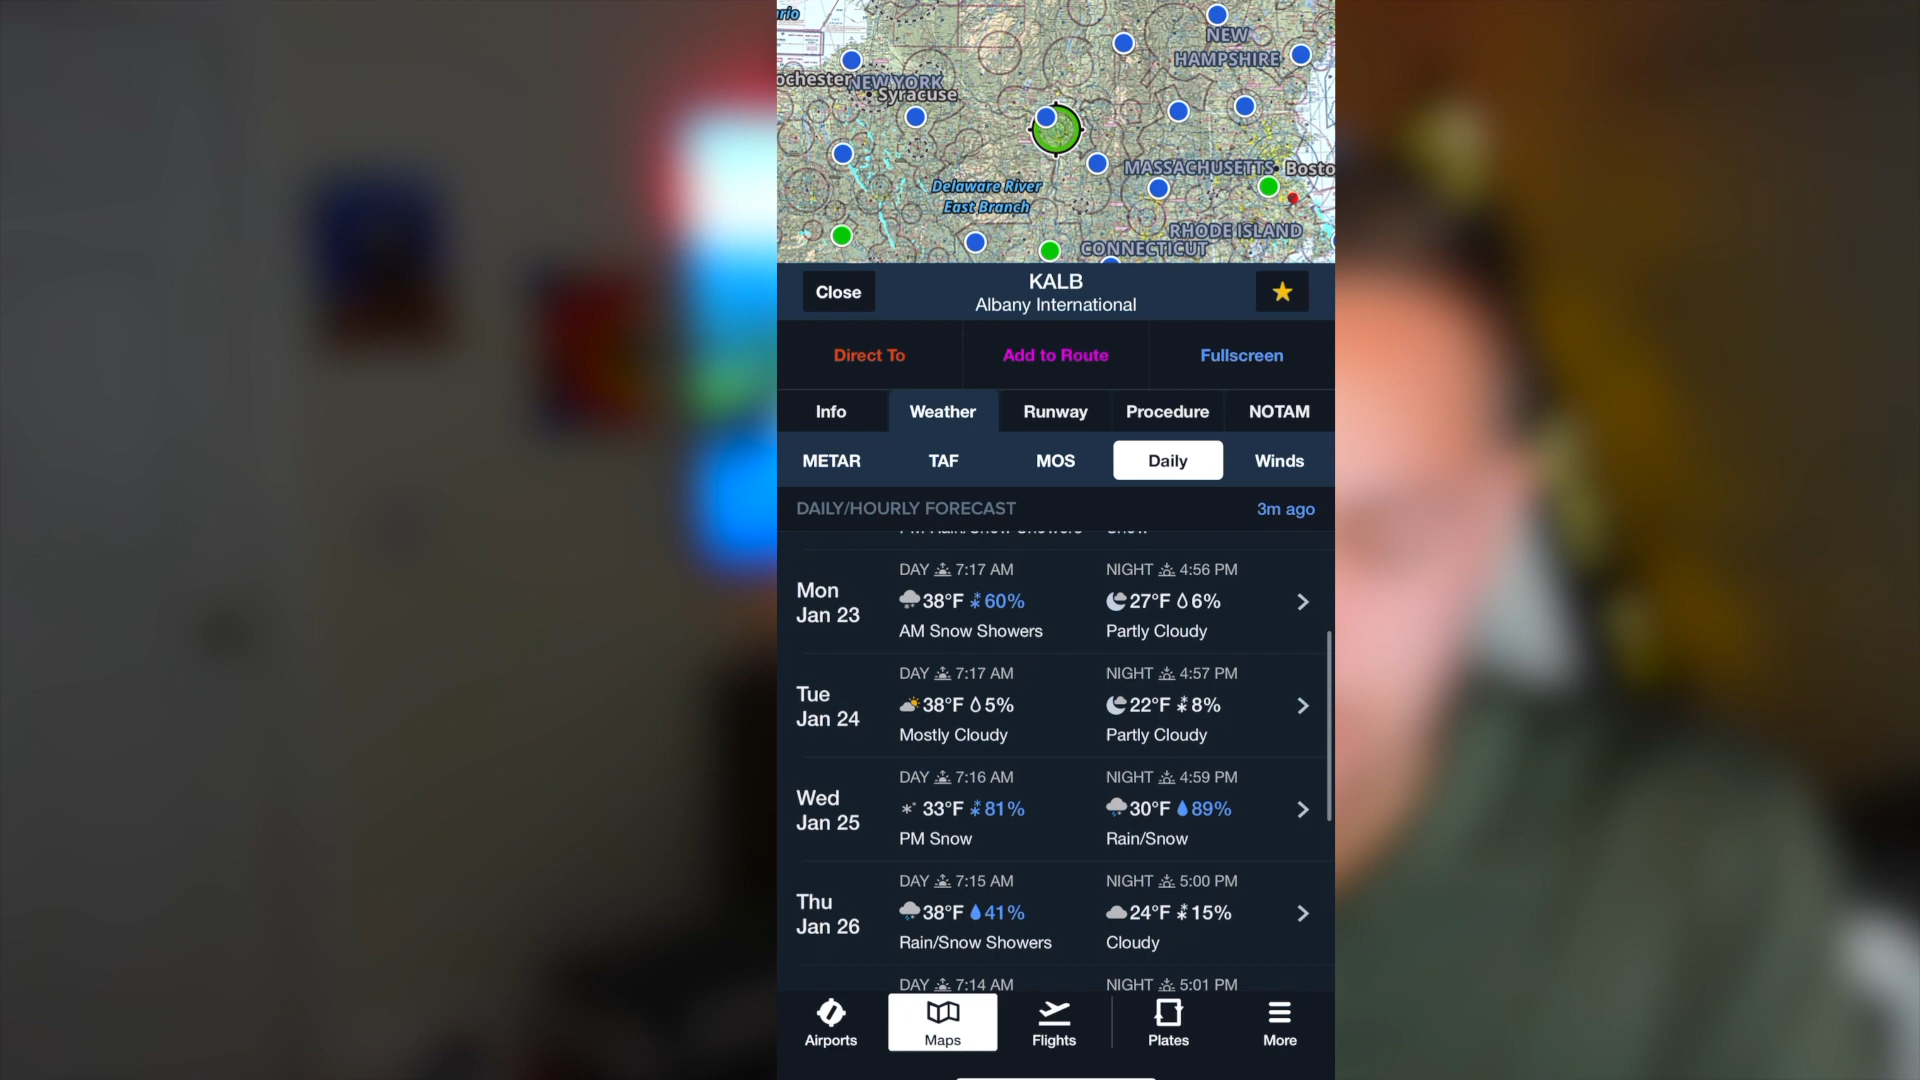 NEW
HAMPSHIRE
NEW YORK
Syracuse
MASSACHUSETTS
Delaware River
East Branch
RHODE ISLAND
CONNECTICUT
Close
KALB
Albany International
Direct To
Add to Route
Fullscreen
Info
Weather
Runway
Procedure
NOTAM
METAR
TAF
MOS
Daily
Winds
DAILY/HOURLY FORECAST
3m ago
Mon
Jan 23
DAY 7:17 AM
38°F 60%
AM Snow Showers
NIGHT 4:56 PM
27°F 6%
Partly Cloudy
Tue
Jan 24
DAY 7:17 AM
38°F 5%
Mostly Cloudy
NIGHT 4:57 PM
22°F 8%
Partly Cloudy
Wed
Jan 25
DAY 7:16 AM
33°F 81%
PM Snow
NIGHT 4:59 PM
30°F 89%
Rain/Snow
Thu
Jan 26
DAY 7:15 AM
38°F 41%
Rain/Snow Showers
NIGHT 5:00 PM
24°F 15%
Cloudy
DAY 7:14 AM
NIGHT 5:01 PM
Airports
Maps
Flights
Plates
More